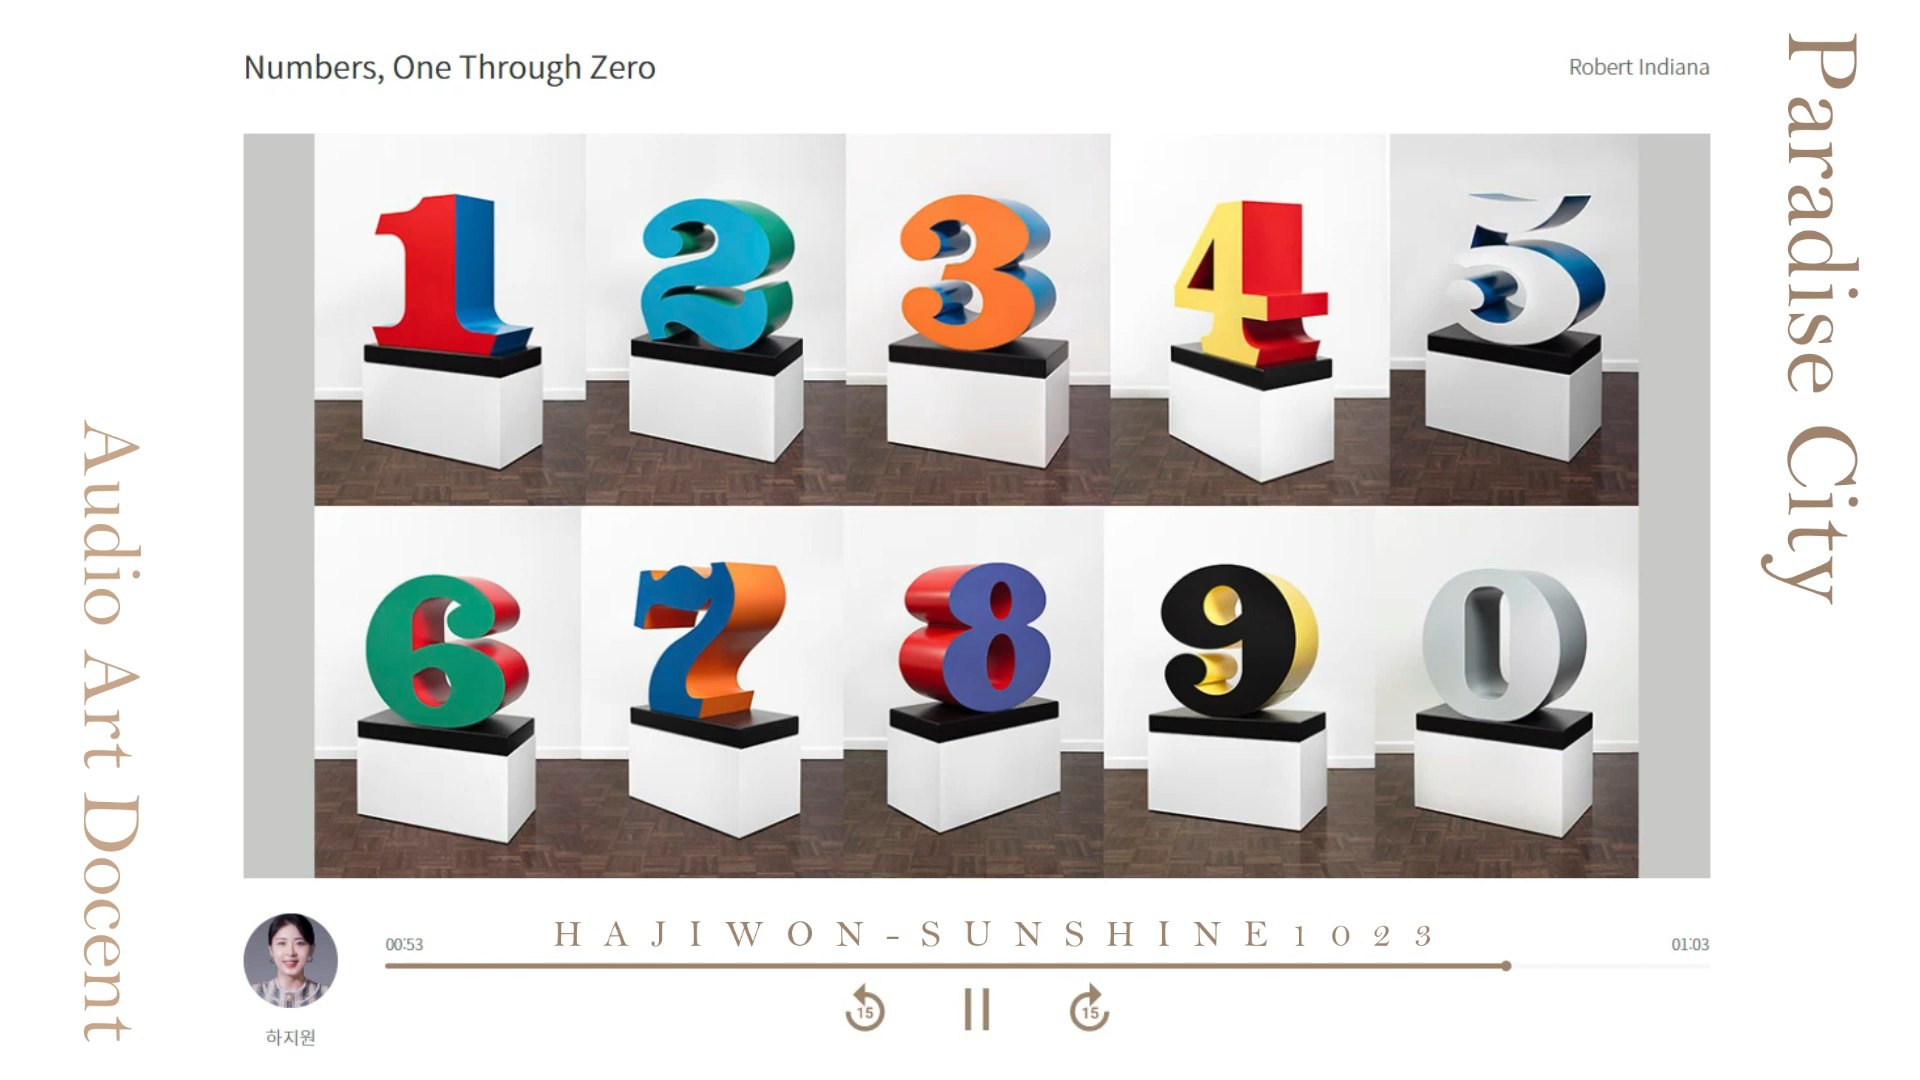 Numbers, One Through Zero
Robert Indiana
Paradise City
Audio Art Docent
1
2
3
4
5
6
7
8
9
0
HAJIWON-SUNSHINE1023
00:53
01:03
15
15
하지원